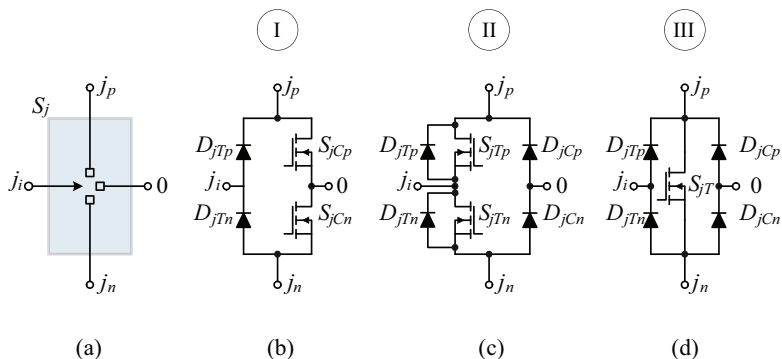 I II III
j_p j_p j_p j_p
S_j
D_jTp S_jCp D_jTp S_jTp D_jCp D_jTp D_jCp
j_i 0 j_i 0 j_i 0 j_i S_jT 0
D_jTn S_jCn D_jTn S_jTn D_jCn D_jTn D_jCn
j_n j_n j_n j_n
(a) (b) (c) (d)